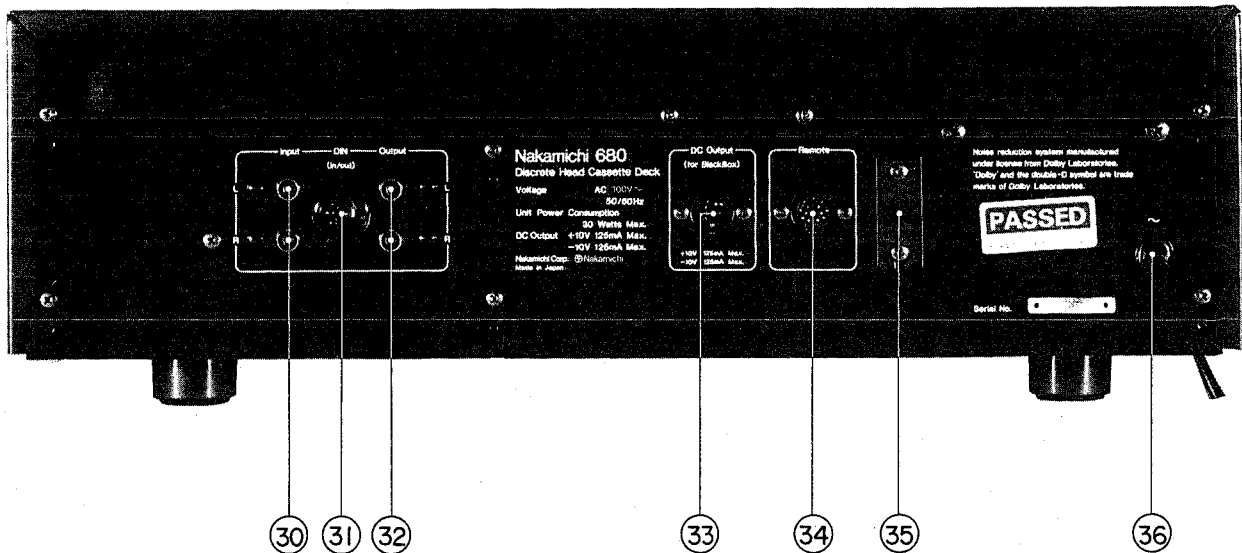 Input DIN Output
(in/out)
L L
R R
Nakamichi 680
Discrete Head Cassette Deck
Voltage AC 100V~
50/60Hz
Unit Power Consumption
30 Watts Max.
DC Output +10V 125mA Max.
-10V 125mA Max.
Nakamichi Corp. Nakamichi
Made in Japan
DC Output
(for BlackBox)
+10V 125mA Max.
-10V 125mA Max.
Remote
Noise reduction system manufactured
under license from Dolby Laboratories.
'Dolby' and the double-D symbol are trade
marks of Dolby Laboratories.
PASSED
~
Serial No.
30 31 32 33 34 35 36